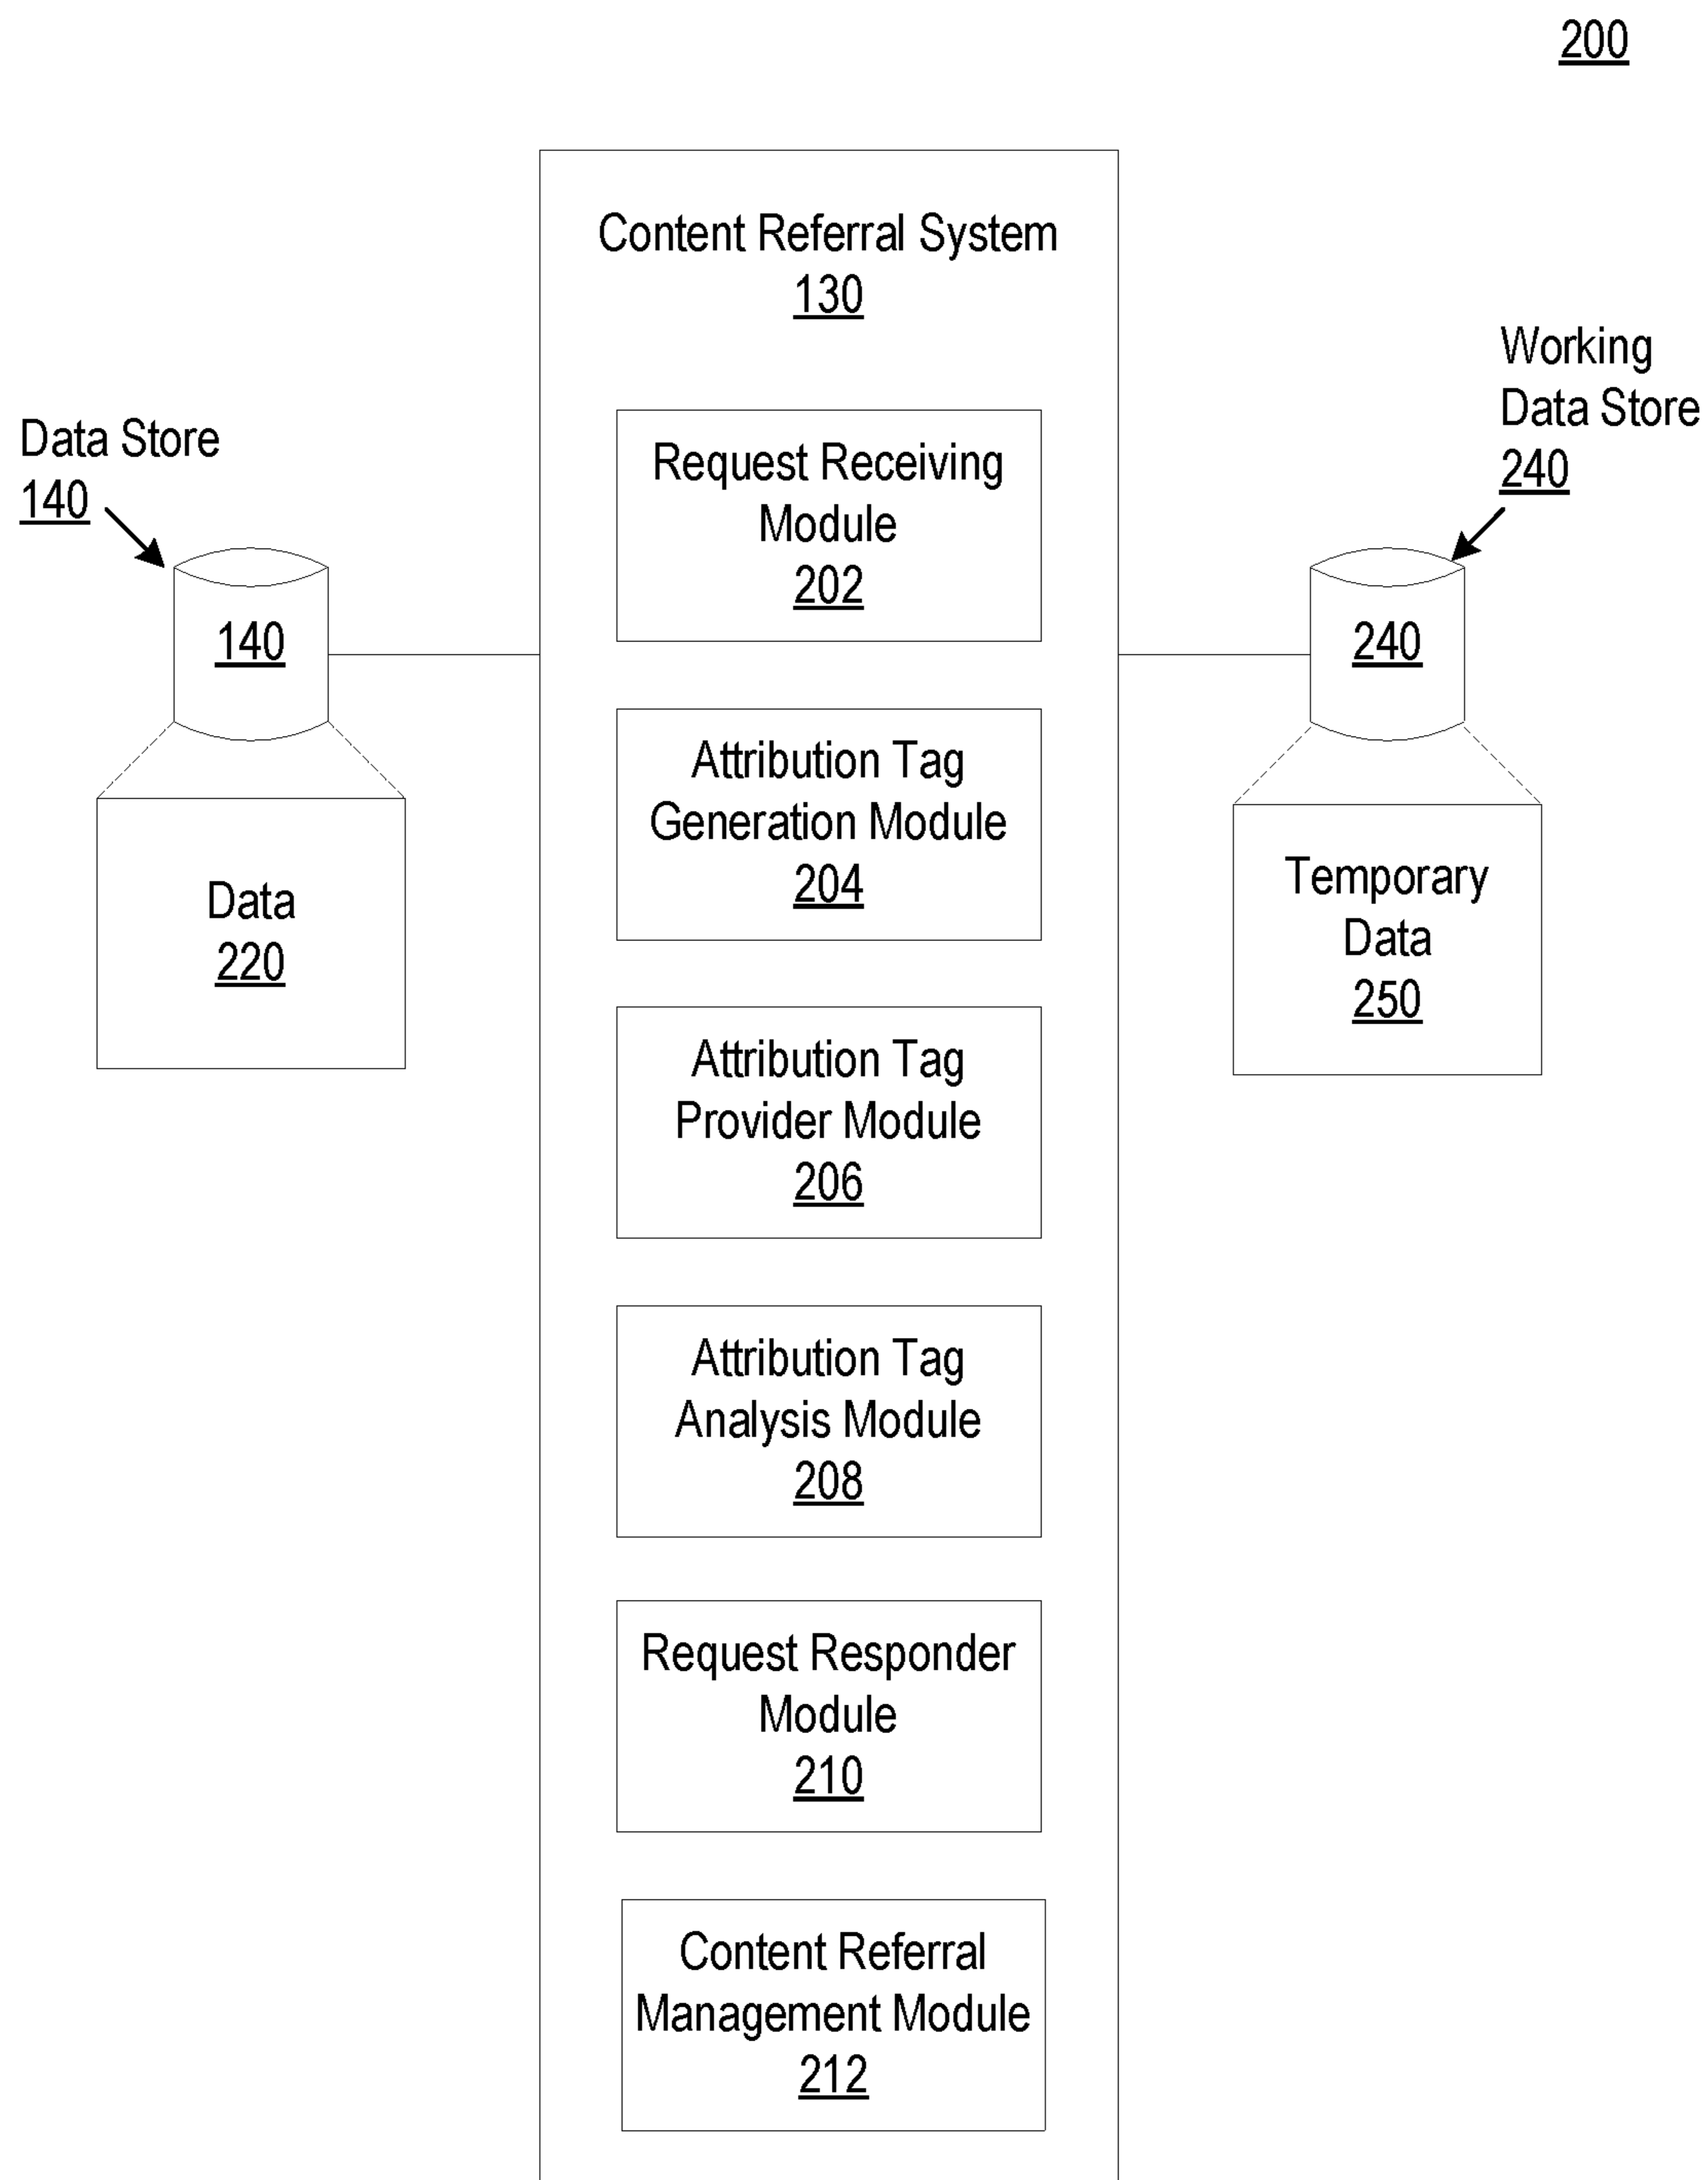 200
Content Referral System
130
Data Store
140
140
Data
220
Request Receiving
Module
202
Attribution Tag
Generation Module
204
Attribution Tag
Provider Module
206
Attribution Tag
Analysis Module
208
Request Responder
Module
210
Content Referral
Management Module
212
Working
Data Store
240
240
Temporary
Data
250